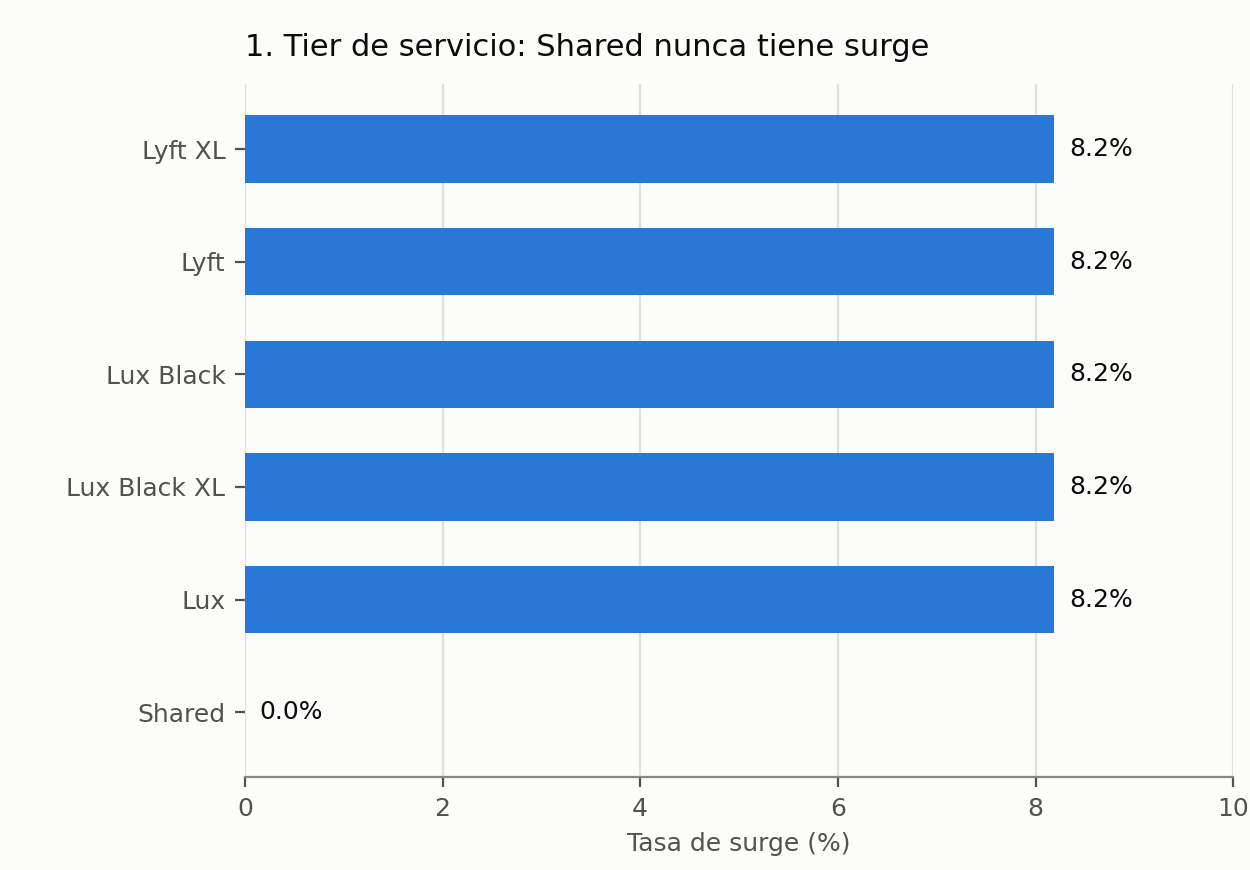 1. Tier de servicio: Shared nunca tiene surge
Lyft XL 8.2%
Lyft 8.2%
Lux Black 8.2%
Lux Black XL 8.2%
Lux 8.2%
Shared 0.0%
0 2 4 6 8 10
Tasa de surge (%)